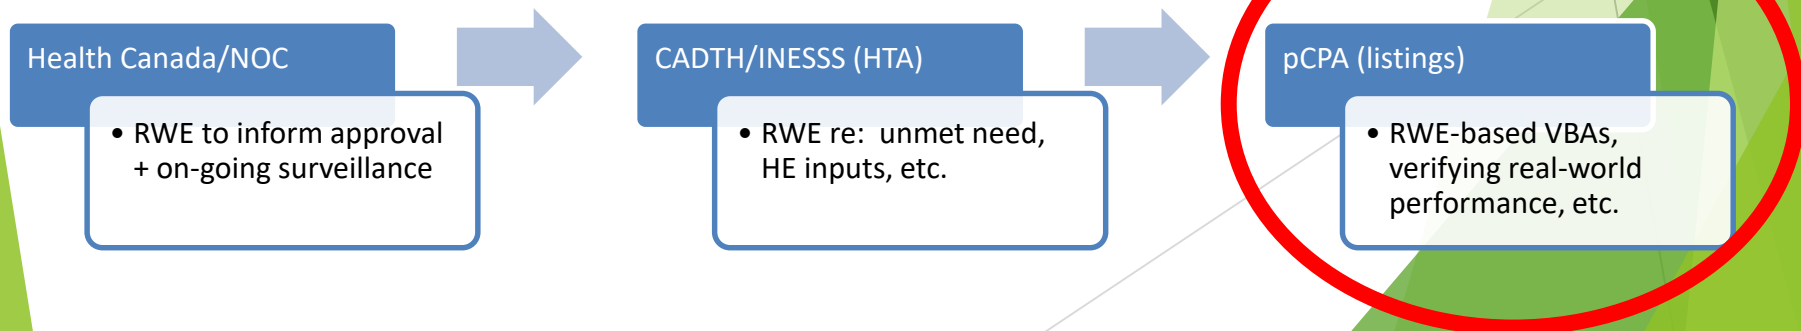 Health Canada/NOC
• RWE to inform approval
+ on-going surveillance
CADTH/INESSS (HTA)
• RWE re:  unmet need,
HE inputs, etc.
pCPA (listings)
• RWE-based VBAs,
verifying real-world
performance, etc.